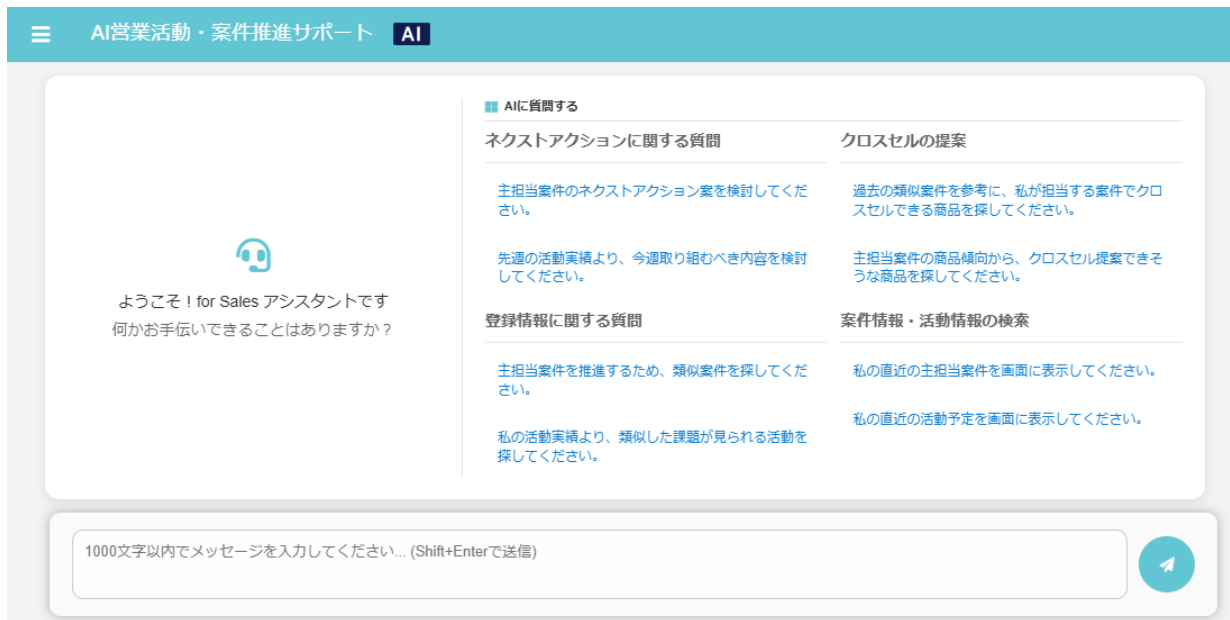 AI営業活動・案件推進サポート AI
ようこそ！for Sales アシスタントです
何かお手伝いできることはありますか？
AIに質問する
ネクストアクションに関する質問
主担当案件のネクストアクション案を検討してくだ
さい。
先週の活動実績より、今週取り組むべき内容を検討
してください。
クロスセルの提案
過去の類似案件を参考に、私が担当する案件でクロ
スセルできる商品を探してください。
主担当案件の商品傾向から、クロスセル提案できそ
うな商品を探してください。
登録情報に関する質問
主担当案件を推進するため、類似案件を探してくだ
さい。
私の活動実績より、類似した課題が見られる活動を
探してください。
案件情報・活動情報の検索
私の直近の主担当案件を画面に表示してください。
私の直近の活動予定を画面に表示してください。
1000文字以内でメッセージを入力してください... (Shift+Enterで送信)